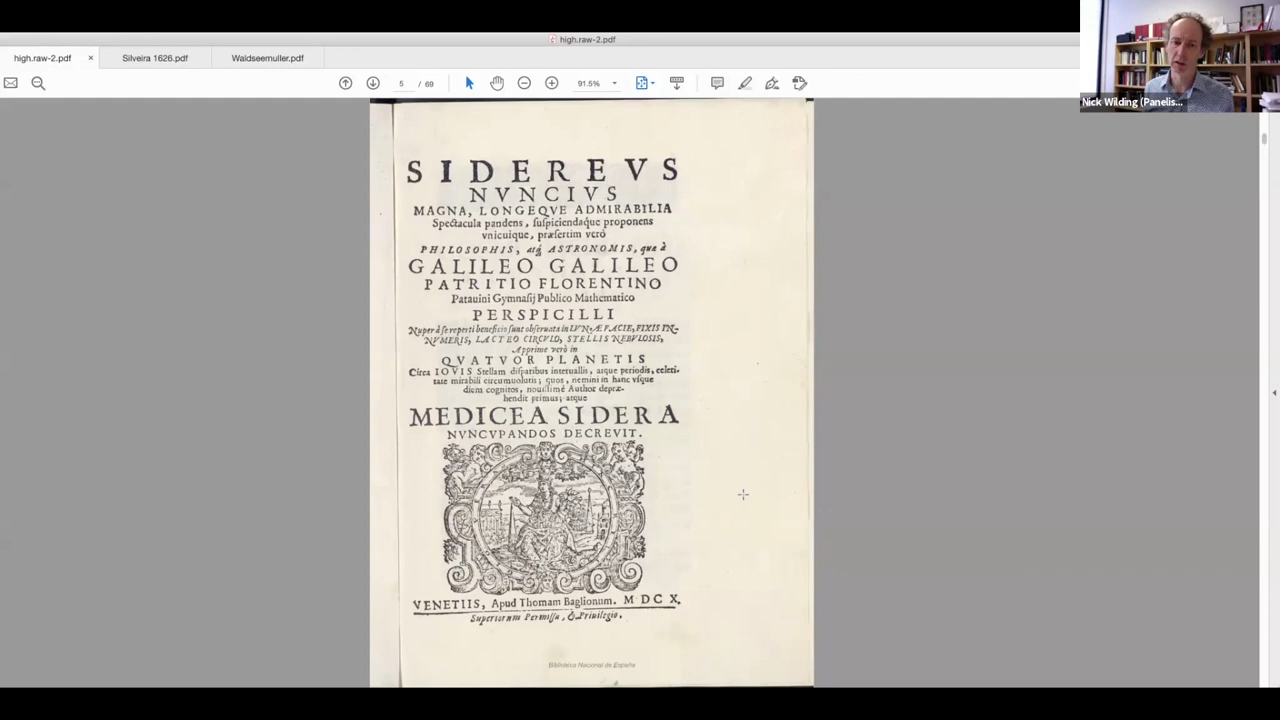 high.raw-2.pdf
high.raw-2.pdf × Silveira 1626.pdf Waldseemuller.pdf
5 / 69 91.5%
Nick Wilding (Panelis...
SIDEREVS
NVNCIVS
MAGNA, LONGEQVE ADMIRABILIA
Spectacula pandens, suspiciendaque proponens
vnicuique, præsertim verò
PHILOSOPHIS, atq́ ASTRONOMIS, quæ à
GALILEO GALILEO
PATRITIO FLORENTINO
Patauini Gymnasij Publico Mathematico
PERSPICILLI
Nuper à se reperti beneficio sunt obseruata in LVNÆ FACIE, FIXIS IN-
NVMERIS, LACTEO CIRCVLO, STELLIS NEBVLOSIS,
Apprime verò in
QVATVOR PLANETIS
Circa IOVIS Stellam disparibus interuallis, atque periodis, celeri-
tate mirabili circumuolutis; quos, nemini in hanc vsque
diem cognitos, nouissimè Author depræ-
hendit primus; atque
MEDICEA SIDERA
NVNCVPANDOS DECREVIT.
VENETIIS, Apud Thomam Baglionum. M DC X.
Superiorum Permissu, & Priuilegio.
Biblioteca Nacional de España